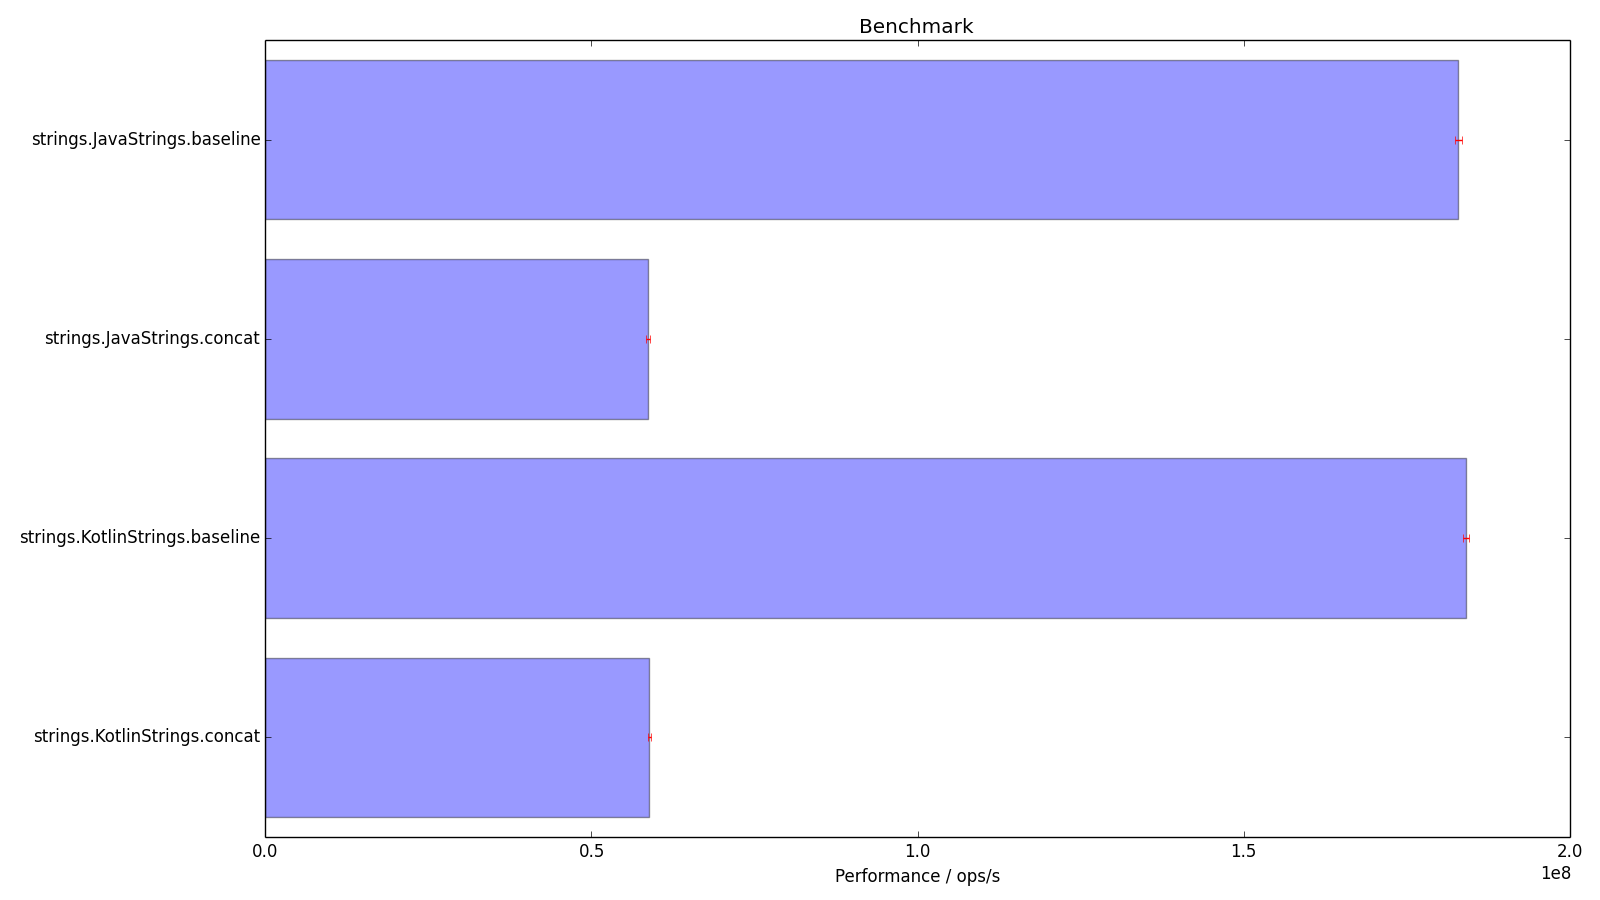 Benchmark
strings.JavaStrings.baseline
strings.JavaStrings.concat
strings.KotlinStrings.baseline
strings.KotlinStrings.concat
0.0 0.5 1.0 1.5 2.0
1e8
Performance / ops/s